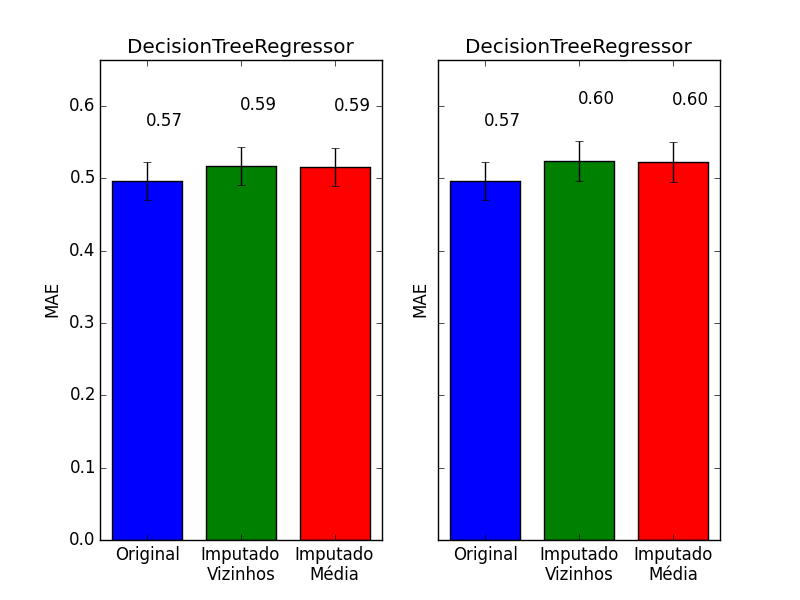 DecisionTreeRegressor
0.57
0.59
0.59
MAE
0.6
0.5
0.4
0.3
0.2
0.1
0.0
Original
Imputado
Vizinhos
Imputado
Média
DecisionTreeRegressor
0.57
0.60
0.60
MAE
Original
Imputado
Vizinhos
Imputado
Média